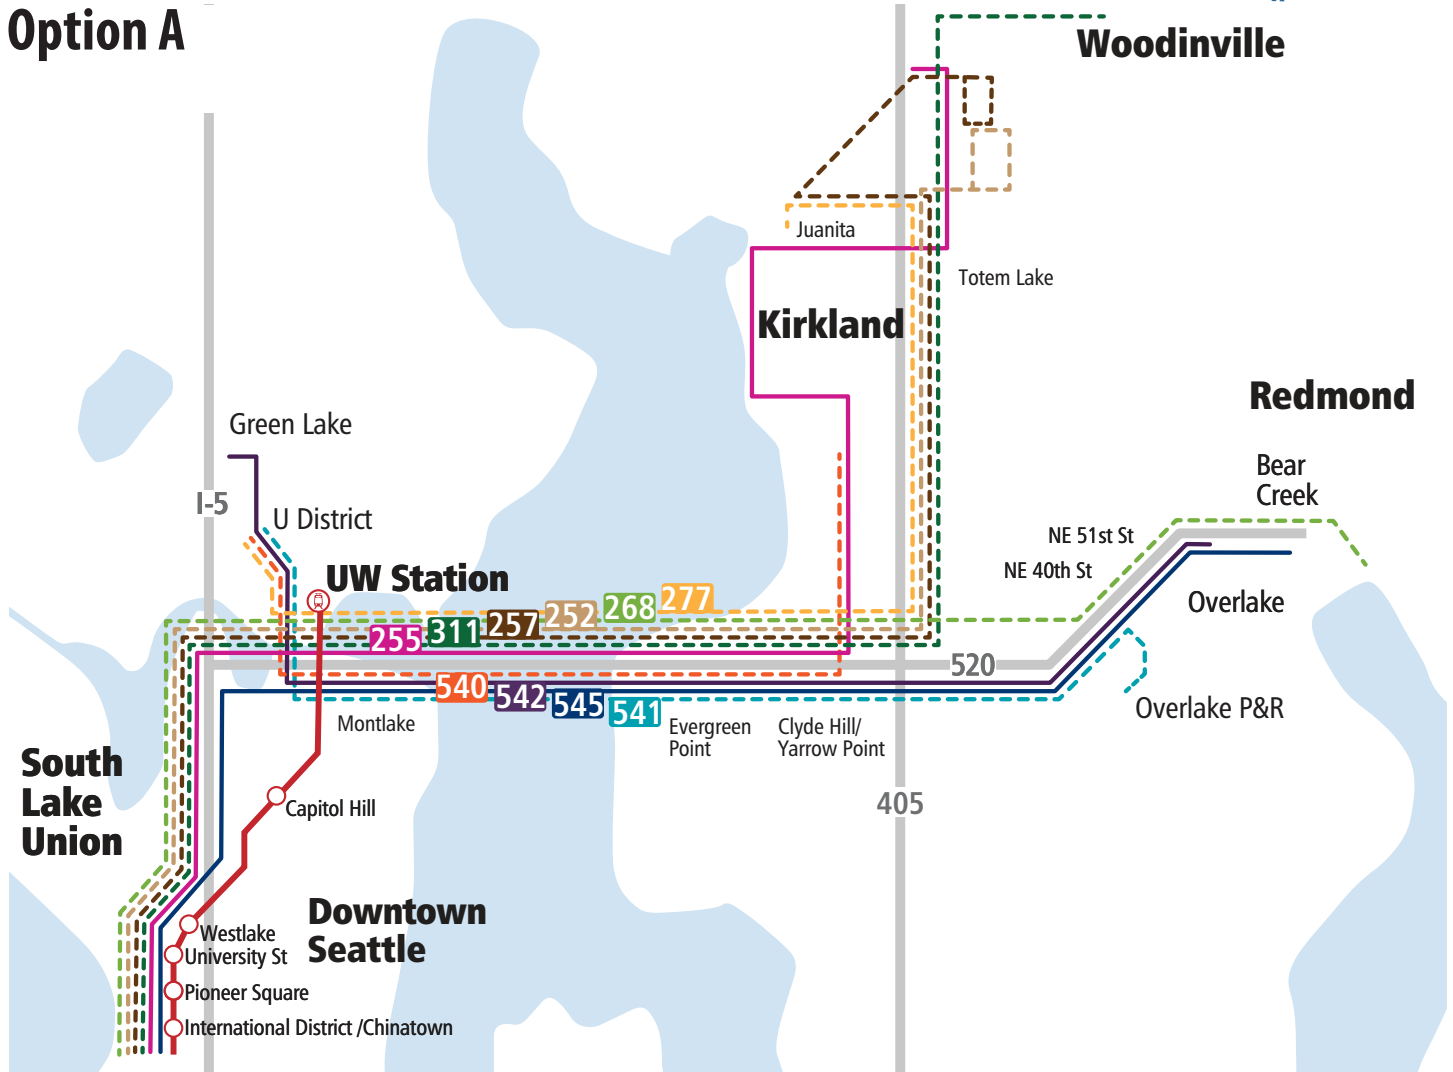 Option A
Woodinville
Juanita
Totem Lake
Kirkland
Redmond
Green Lake
Bear
Creek
I-5
U District
NE 51st St
NE 40th St
UW Station
Overlake
277
268
252
257
311
255
520
540
542
545
541
Overlake P&R
Montlake
Evergreen
Point
Clyde Hill/
Yarrow Point
South
Lake
Union
405
Capitol Hill
Downtown
Seattle
Westlake
University St
Pioneer Square
International District /Chinatown